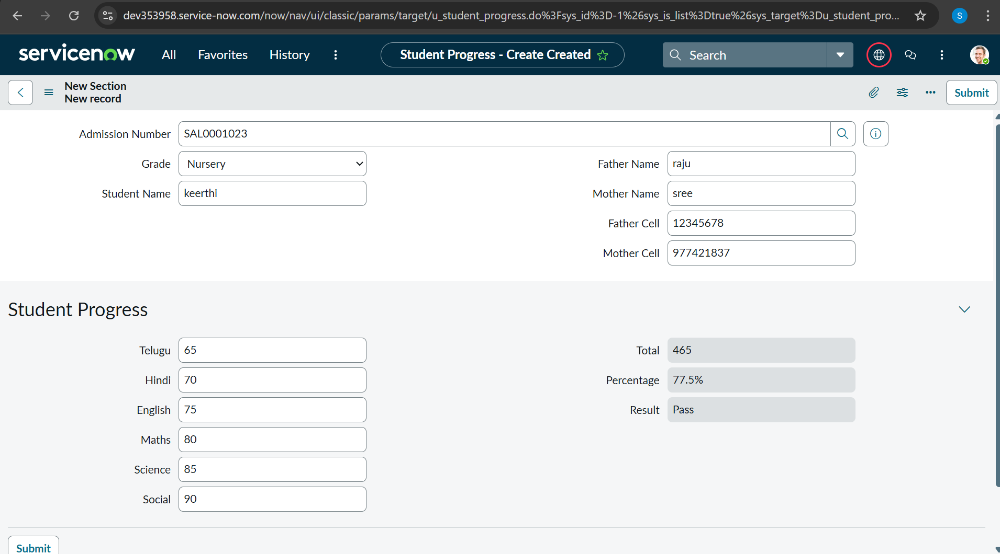 dev353958.service-now.com/now/nav/ui/classic/params/target/u_student_progress.do%3Fsys_id%3D-1%26sys_is_list%3Dtrue%26sys_target%3Du_student_pro...
S
servicenow
All
Favorites
History
Student Progress - Create Created
Search
New Section
New record
Submit
Admission Number SAL0001023
Grade Nursery
Father Name raju
Student Name keerthi
Mother Name sree
Father Cell 12345678
Mother Cell 977421837
Student Progress
Telugu 65
Total 465
Hindi 70
Percentage 77.5%
English 75
Result Pass
Maths 80
Science 85
Social 90
Submit